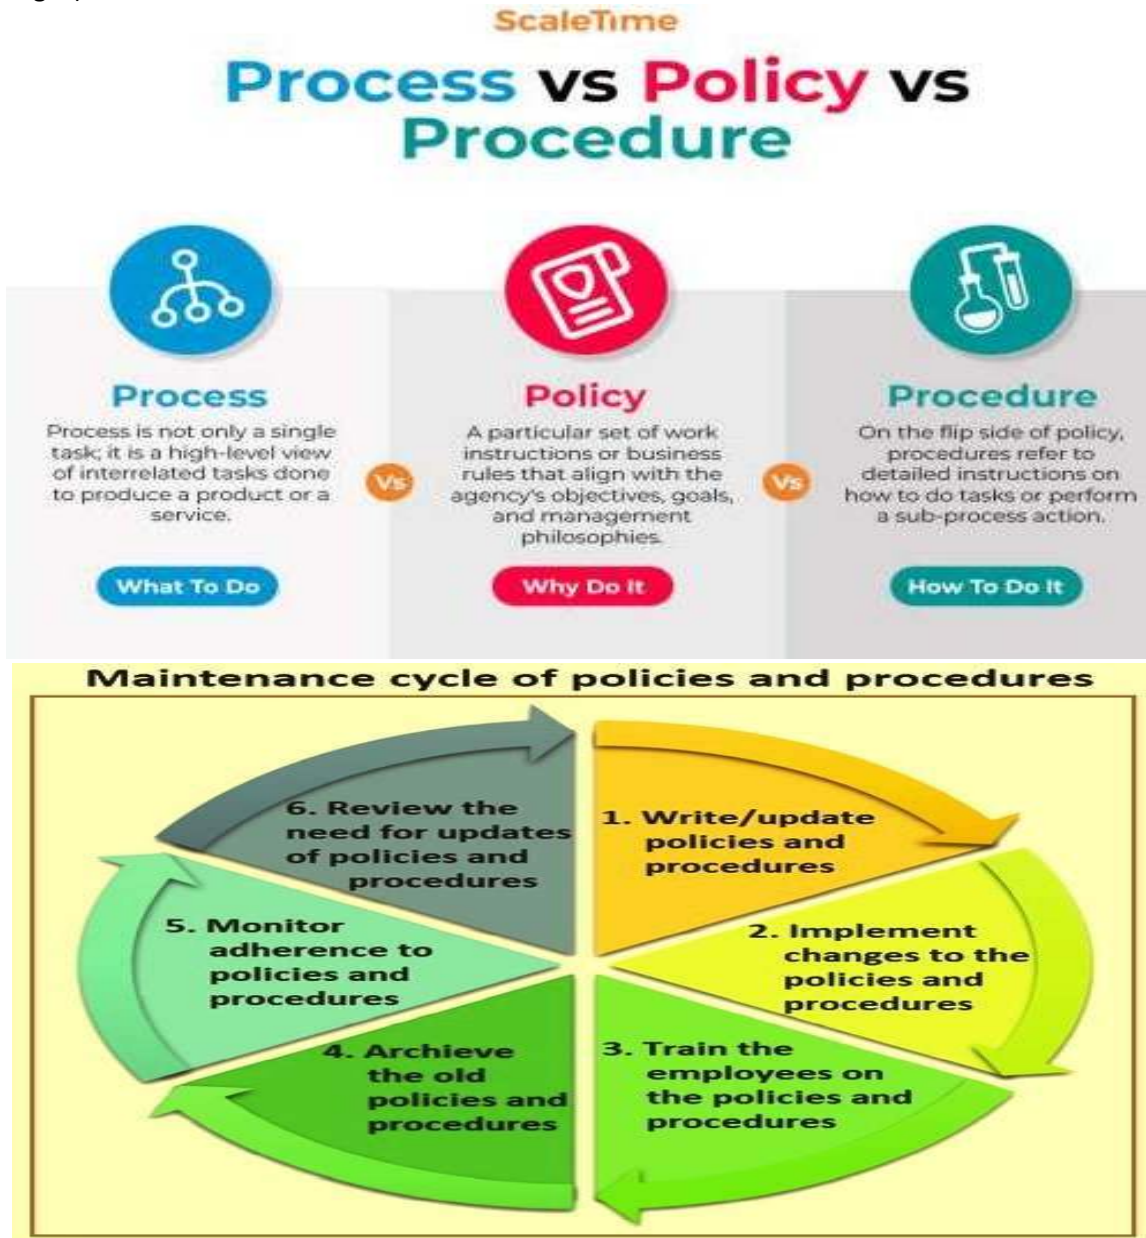 ScaleTime
Process vs Policy vs
Procedure
Process
Process is not only a single
task; it is a high-level view
of interrelated tasks done
to produce a product or a
service.
What To Do
Vs
Policy
A particular set of work
instructions or business
rules that align with the
agency's objectives, goals,
and management
philosophies.
Why Do It
Vs
Procedure
On the flip side of policy,
procedures refer to
detailed instructions on
how to do tasks or perform
a sub-process action.
How To Do It
Maintenance cycle of policies and procedures
1. Write/update
policies and
procedures
2. Implement
changes to the
policies and
procedures
3. Train the
employees on
the policies and
procedures
4. Archieve
the old
policies and
procedures
5. Monitor
adherence to
policies and
procedures
6. Review the
need for updates
of policies and
procedures